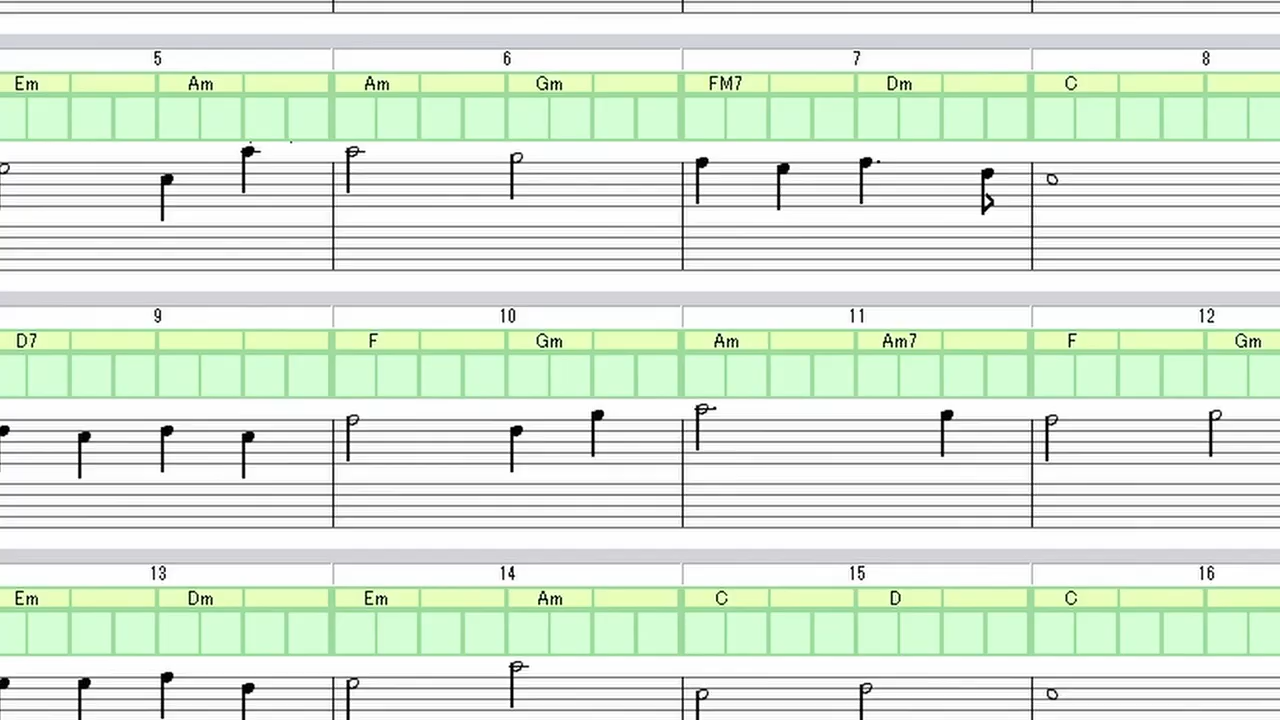 5 6 7 8
Em Am Am Gm FM7 Dm C
9 10 11 12
D7 F Gm Am Am7 F Gm
13 14 15 16
Em Dm Em Am C D C